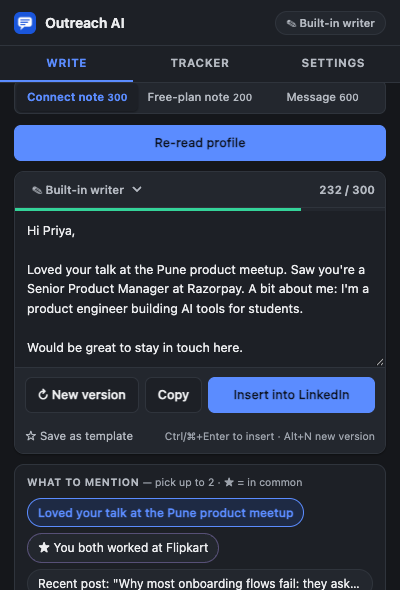 Outreach AI
✎ Built-in writer
WRITE
TRACKER
SETTINGS
Connect note 300
Free-plan note 200
Message 600
Re-read profile
✎ Built-in writer
232 / 300
Hi Priya,
Loved your talk at the Pune product meetup. Saw you're a
Senior Product Manager at Razorpay. A bit about me: I'm a
product engineer building AI tools for students.
Would be great to stay in touch here.
↻ New version
Copy
Insert into LinkedIn
☆ Save as template
Ctrl/⌘+Enter to insert · Alt+N new version
WHAT TO MENTION — pick up to 2 · ★ = in common
Loved your talk at the Pune product meetup
★ You both worked at Flipkart
Recent post: "Why most onboarding flows fail: they ask...